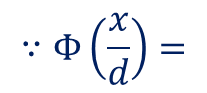 ∵ Φ(x/d) =